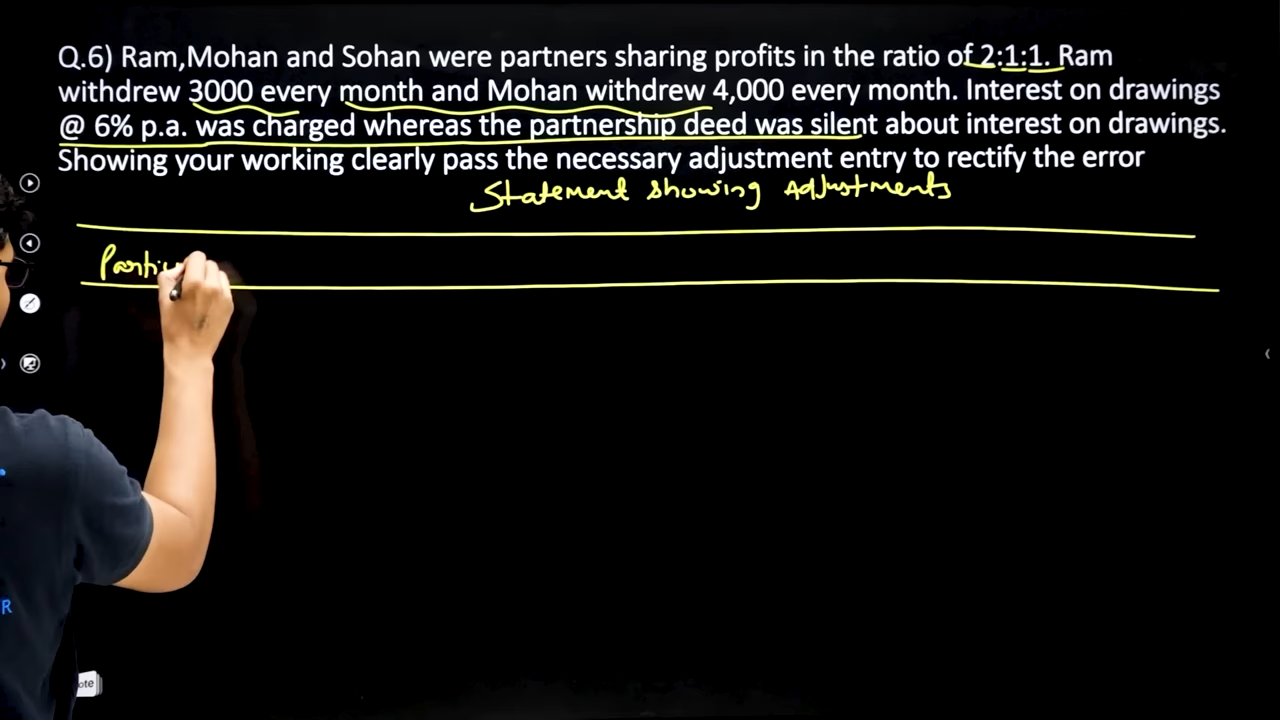 Q.6) Ram,Mohan and Sohan were partners sharing profits in the ratio of 2:1:1. Ram
withdrew 3000 every month and Mohan withdrew 4,000 every month. Interest on drawings
@ 6% p.a. was charged whereas the partnership deed was silent about interest on drawings.
Showing your working clearly pass the necessary adjustment entry to rectify the error
Statement showing Adjustments
Parti
R
ote